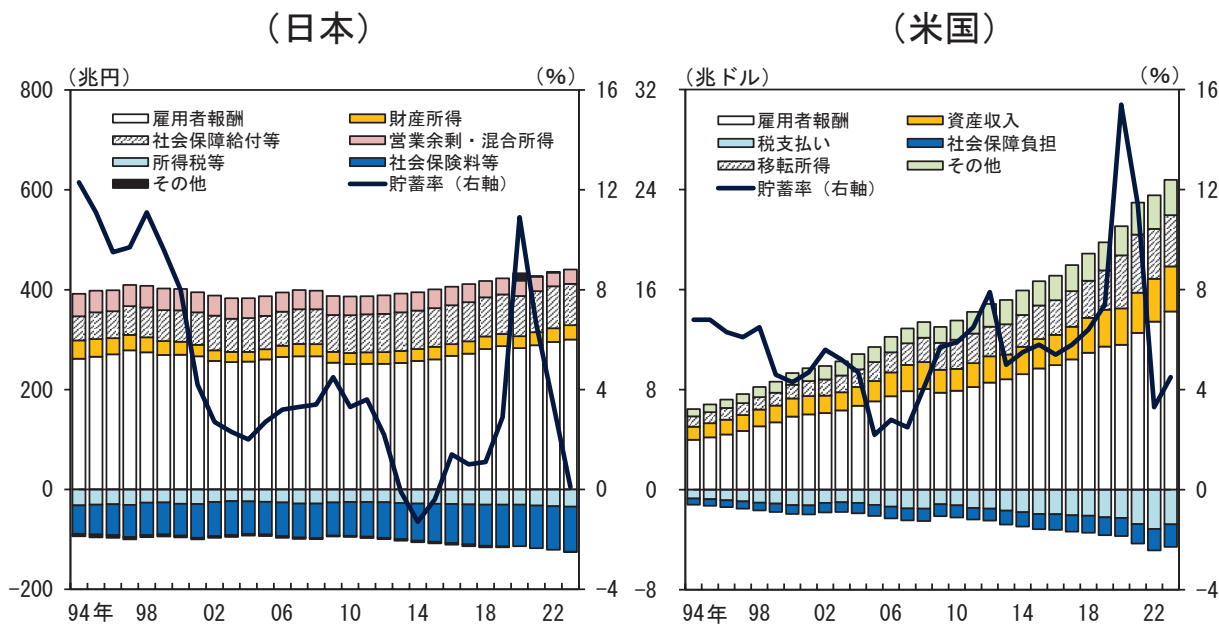 （日本）
（兆円）
（%）
800
600
400
200
0
−200
16
12
8
4
0
−4
雇用者報酬
財産所得
社会保障給付等
営業余剰・混合所得
所得税等
社会保険料等
その他
貯蓄率（右軸）
94年 98 02 06 10 14 18 22
（米国）
（兆ドル）
（%）
32
24
16
8
0
−8
16
12
8
4
0
−4
雇用者報酬
資産収入
税支払い
社会保障負担
移転所得
その他
貯蓄率（右軸）
94年 98 02 06 10 14 18 22